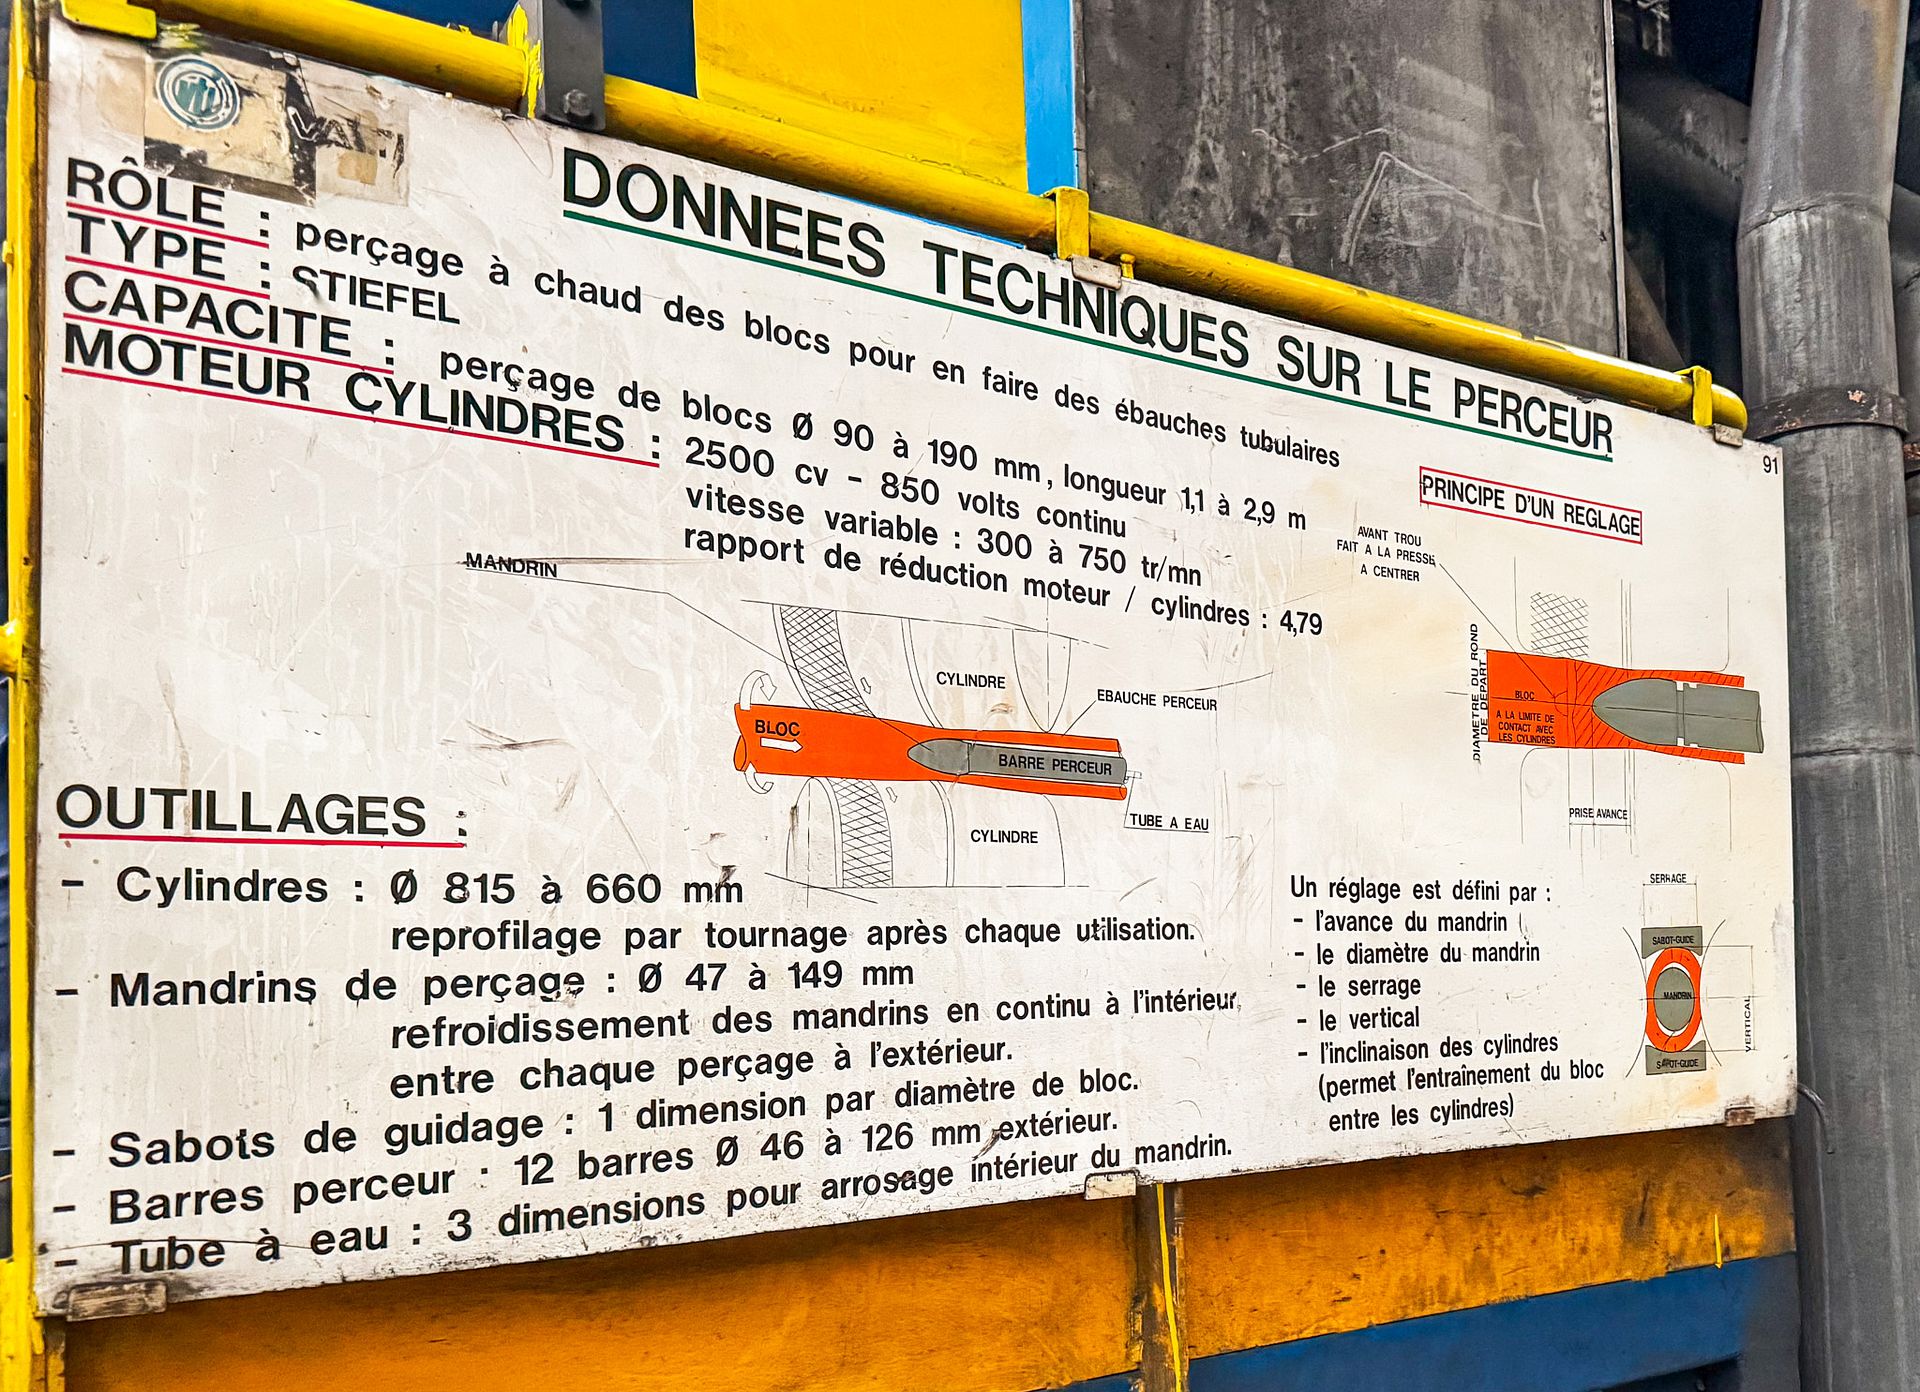 DONNEES TECHNIQUES SUR LE PERCEUR
RÔLE : perçage à chaud des blocs pour en faire des ébauches tubulaires
TYPE : STIEFEL
CAPACITE : perçage de blocs Ø 90 à 190 mm, longueur 1,1 à 2,9 m
MOTEUR CYLINDRES : 2500 cv - 850 volts continu
vitesse variable : 300 à 750 tr/mn
rapport de réduction moteur / cylindres : 4,79
91
MANDRIN
CYLINDRE
EBAUCHE PERCEUR
BLOC
BARRE PERCEUR
TUBE A EAU
CYLINDRE
PRINCIPE D'UN REGLAGE
AVANT TROU
FAIT A LA PRESSE
A CENTRER
DIAMETRE DU ROND
DE DEPART
BLOC
A LA LIMITE DE
CONTACT AVEC
LES CYLINDRES
PRISE AVANCE
OUTILLAGES :
- Cylindres : Ø 815 à 660 mm
reprofilage par tournage après chaque utilisation.
- Mandrins de perçage : Ø 47 à 149 mm
refroidissement des mandrins en continu à l'intérieur,
entre chaque perçage à l'extérieur.
- Sabots de guidage : 1 dimension par diamètre de bloc.
- Barres perceur : 12 barres Ø 46 à 126 mm extérieur.
- Tube à eau : 3 dimensions pour arrosage intérieur du mandrin.
Un réglage est défini par :
- l'avance du mandrin
- le diamètre du mandrin
- le serrage
- le vertical
- l'inclinaison des cylindres
(permet l'entraînement du bloc
entre les cylindres)
SERRAGE
SABOT-GUIDE
MANDRIN
VERTICAL
SABOT-GUIDE